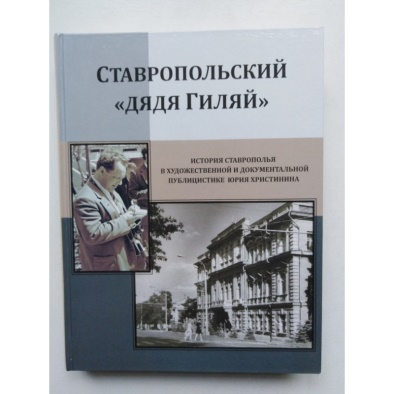 СТАВРОПОЛЬСКИЙ
«ДЯДЯ ГИЛЯЙ»
ИСТОРИЯ СТАВРОПОЛЬЯ
В ХУДОЖЕСТВЕННОЙ И ДОКУМЕНТАЛЬНОЙ
ПУБЛИЦИСТИКЕ ЮРИЯ ХРИСТИНИНА